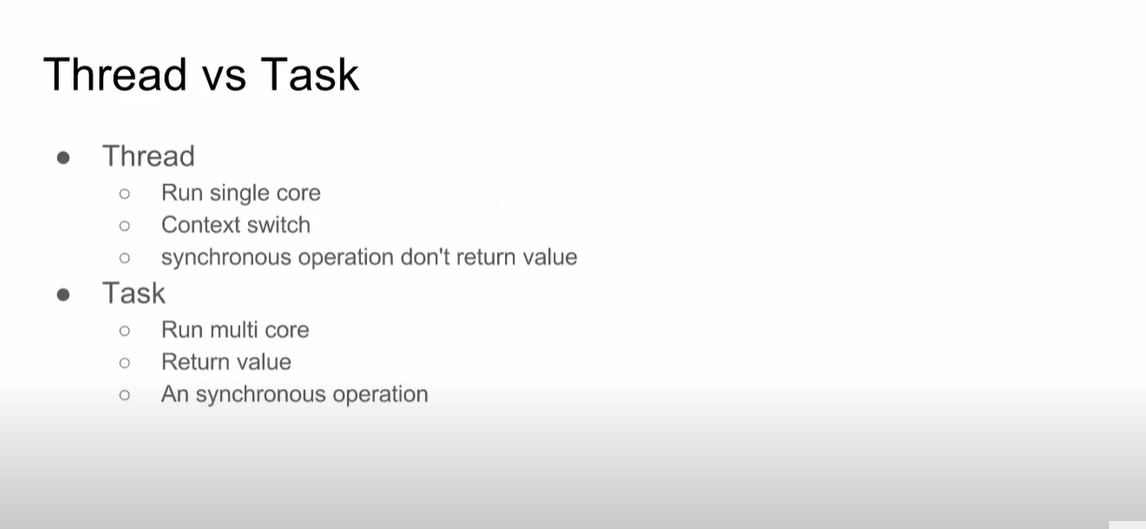 Thread vs Task
● Thread
○ Run single core
○ Context switch
○ synchronous operation don't return value
● Task
○ Run multi core
○ Return value
○ An synchronous operation